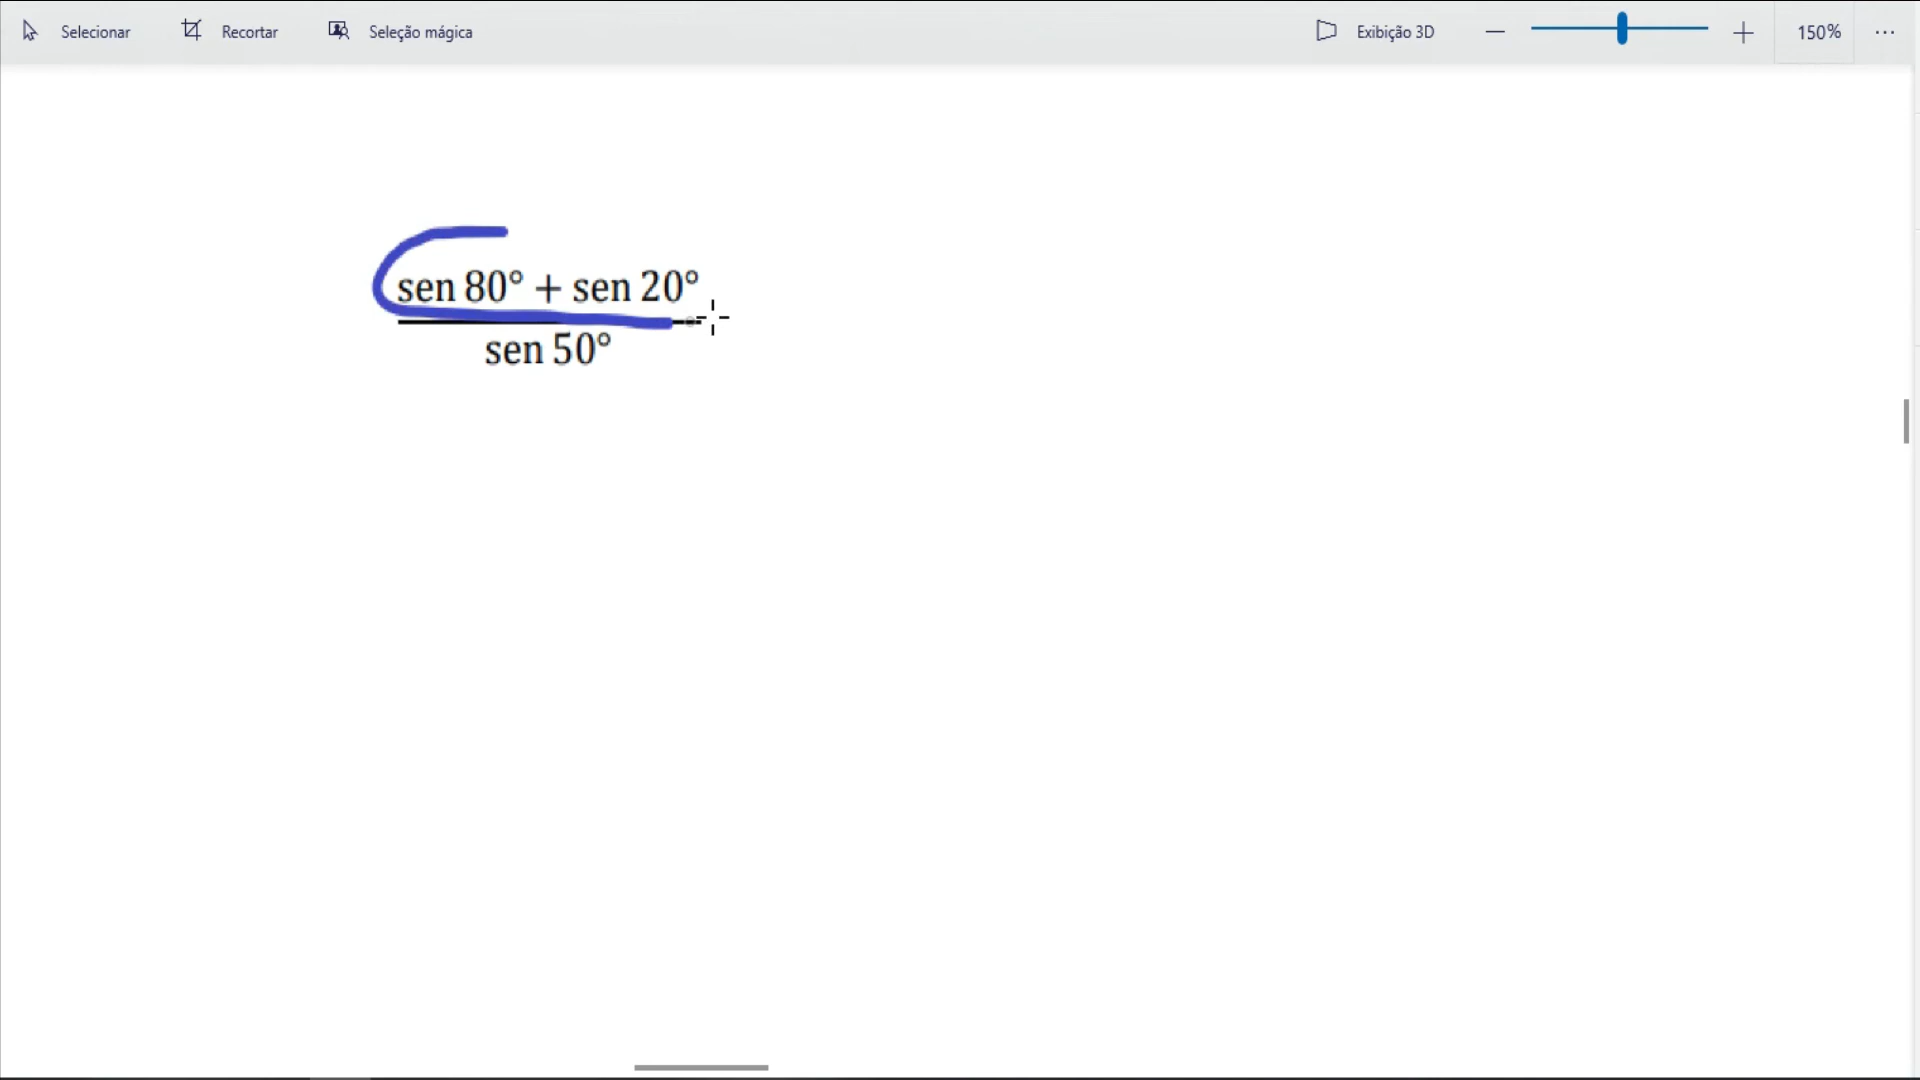 Selecionar Recortar Seleção mágica Exibição 3D 150%
sen 80° + sen 20°
sen 50°